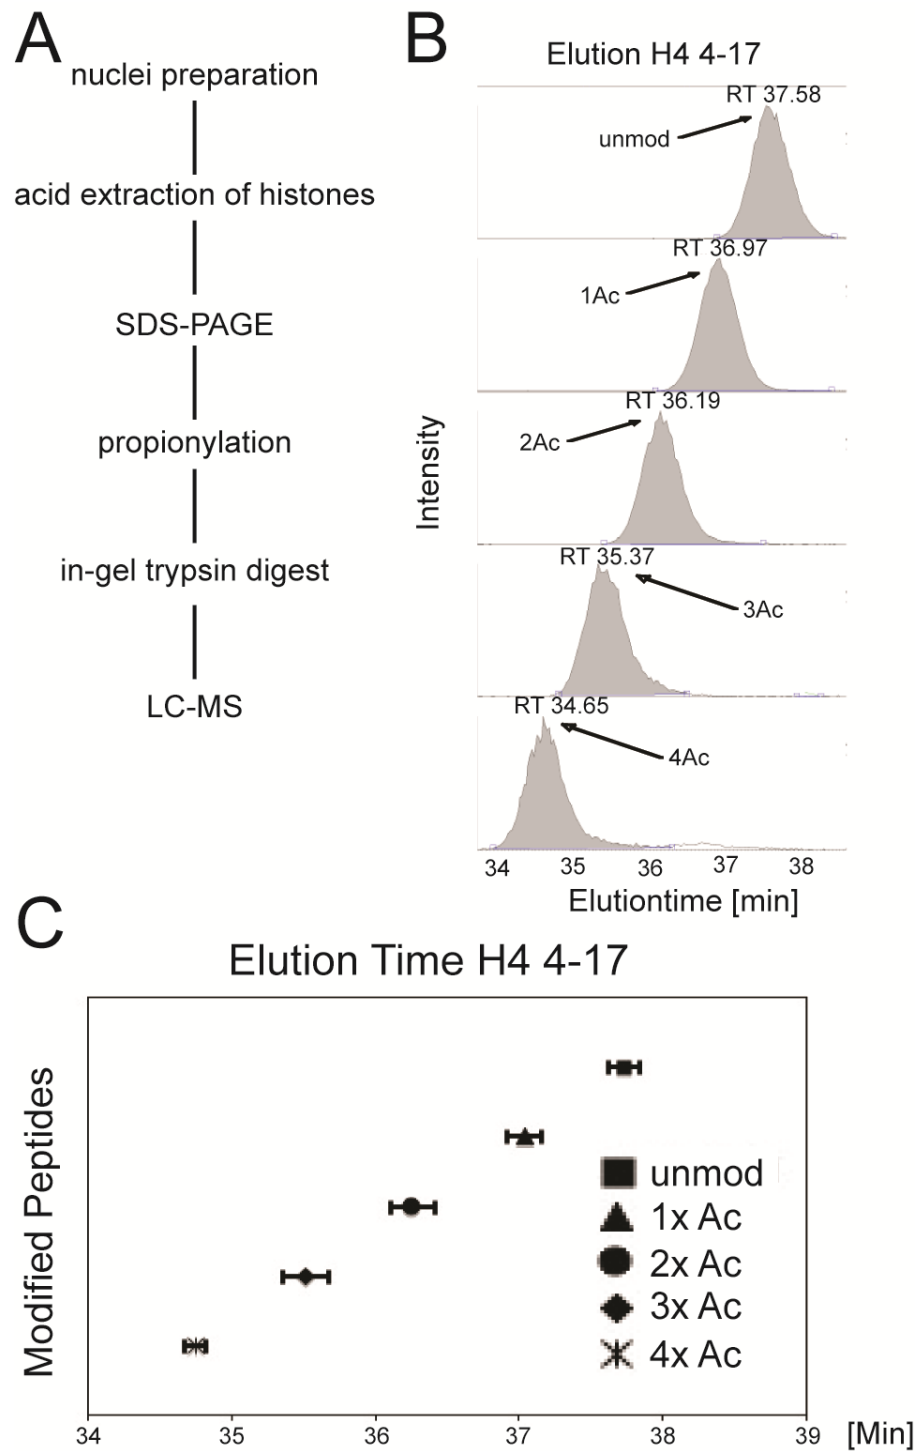 A
nuclei preparation
acid extraction of histones
SDS-PAGE
propionylation
in-gel trypsin digest
LC-MS
B
Elution H4 4-17
RT 37.58
unmod
RT 36.97
1Ac
RT 36.19
2Ac
RT 35.37
3Ac
RT 34.65
4Ac
Intensity
34 35 36 37 38
Elutiontime [min]
C
Elution Time H4 4-17
Modified Peptides
unmod
1x Ac
2x Ac
3x Ac
4x Ac
34 35 36 37 38 39 [Min]